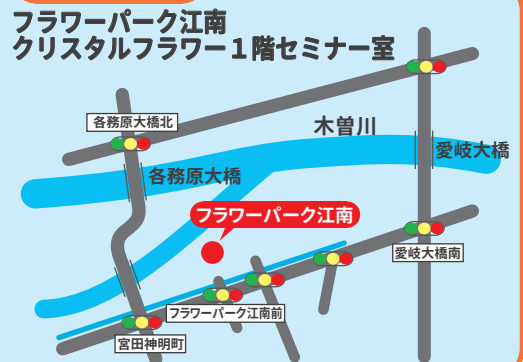 フラワーパーク江南
クリスタルフラワー１階セミナー室
各務原大橋北
木曽川
愛岐大橋
各務原大橋
フラワーパーク江南
愛岐大橋南
フラワーパーク江南前
宮田神明町